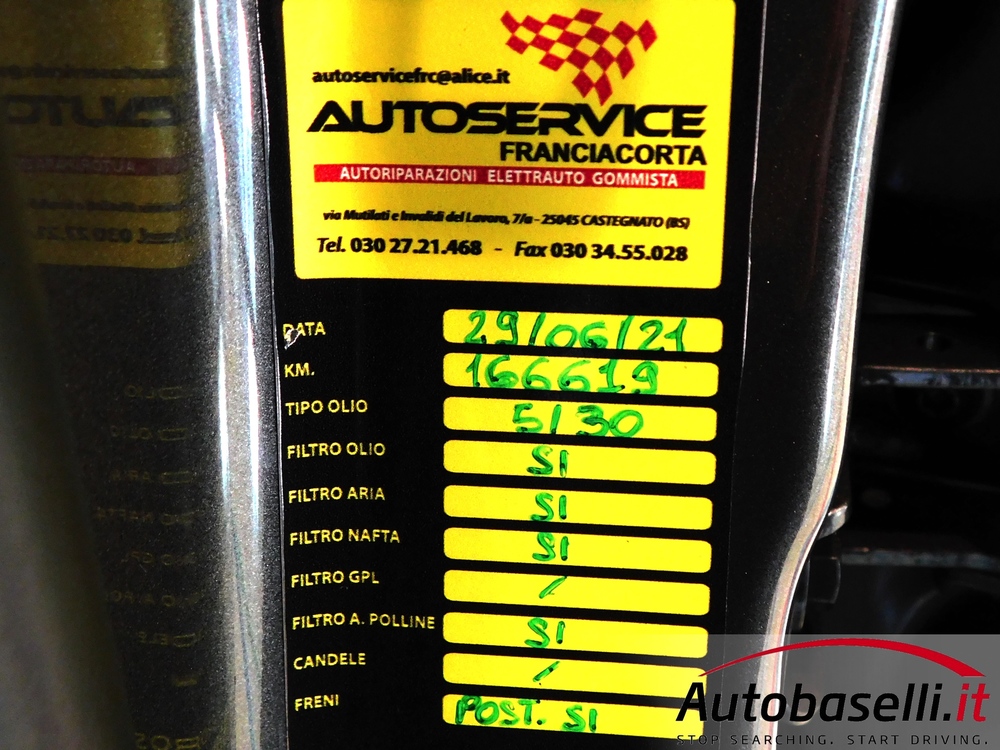 autoservicefrc@alice.it
AUTOSERVICE
FRANCIACORTA
AUTORIPARAZIONI ELETTRAUTO GOMMISTA
via Mutilati e Invalidi del Lavoro, 7/a - 25045 CASTEGNATO (BS)
Tel. 030 27.21.468 - Fax 030 34.55.028
DATA 29/06/21
KM. 166619
TIPO OLIO 5/30
FILTRO OLIO SI
FILTRO ARIA SI
FILTRO NAFTA SI
FILTRO GPL /
FILTRO A. POLLINE SI
CANDELE /
FRENI POST. SI
Autobaselli.it
STOP SEARCHING. START DRIVING.